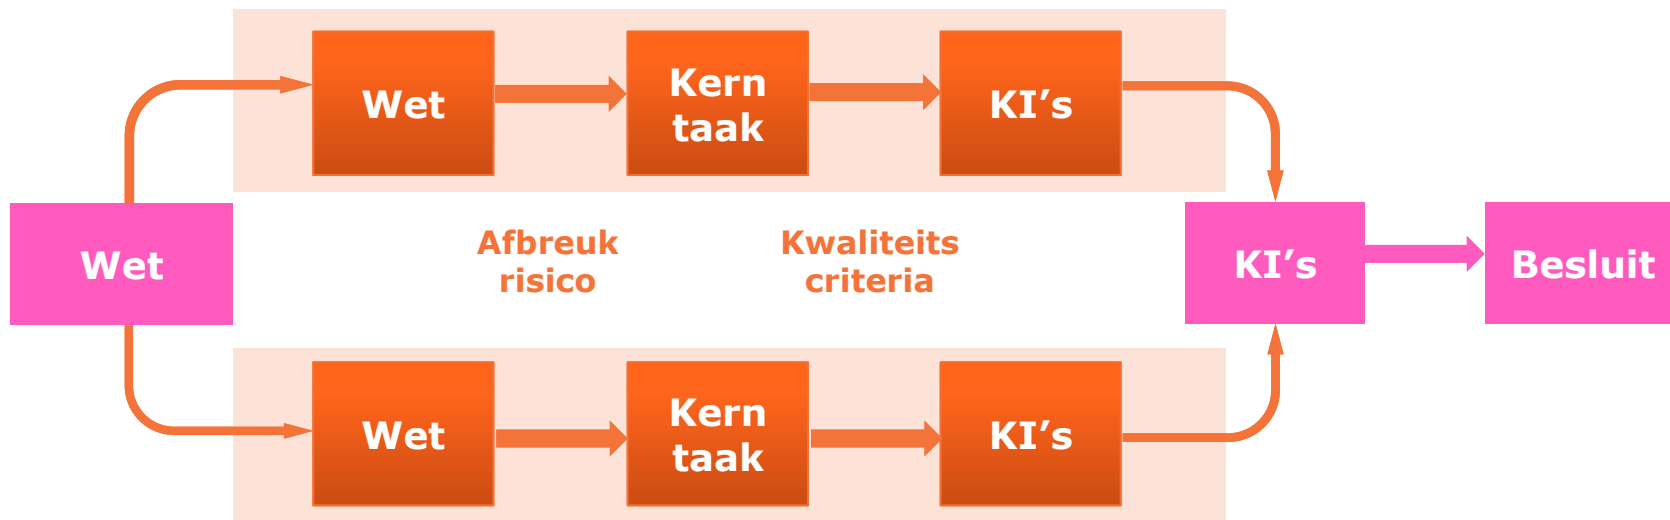 Wet
Kern
taak
KI’s
Wet
Afbreuk
risico
Kwaliteits
criteria
KI’s
Besluit
Wet
Kern
taak
KI’s